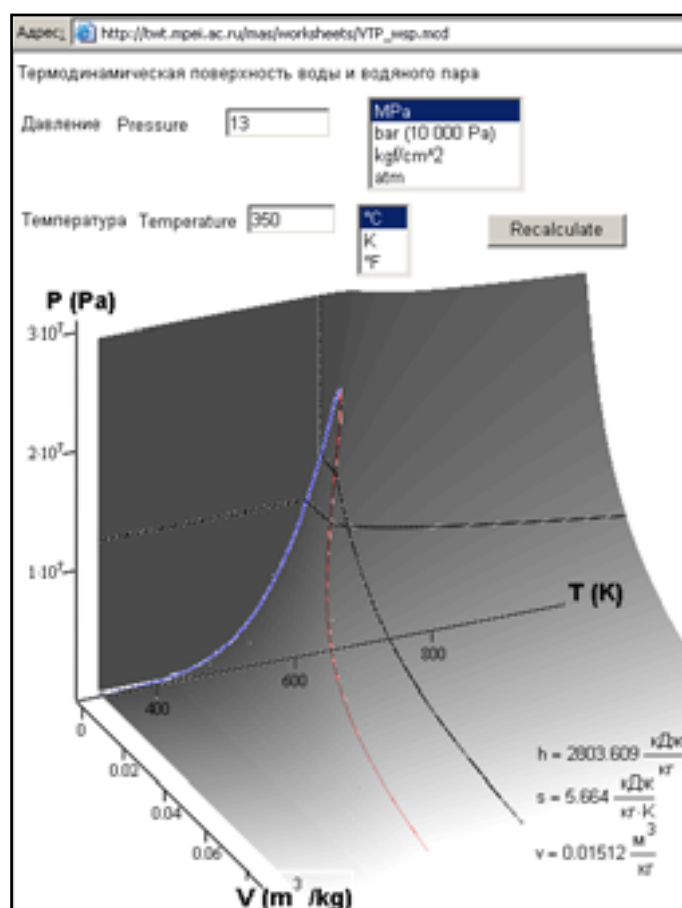 Адрес: http://twt.mpei.ac.ru/mas/worksheets/VTP_wsp.mcd
Термодинамическая поверхность воды и водяного пара
Давление Pressure 13
MPa
bar (10 000 Pa)
kgf/cm^2
atm
Температура Temperature 350
°C
K
°F
Recalculate
P (Pa)
3·10⁷
2·10⁷
1·10⁷
T (K)
400
600
800
0
0.02
0.04
0.06
V (m³/kg)
h = 2803.609 кДж/кг
s = 5.664 кДж/кг·К
v = 0.01512 м³/кг